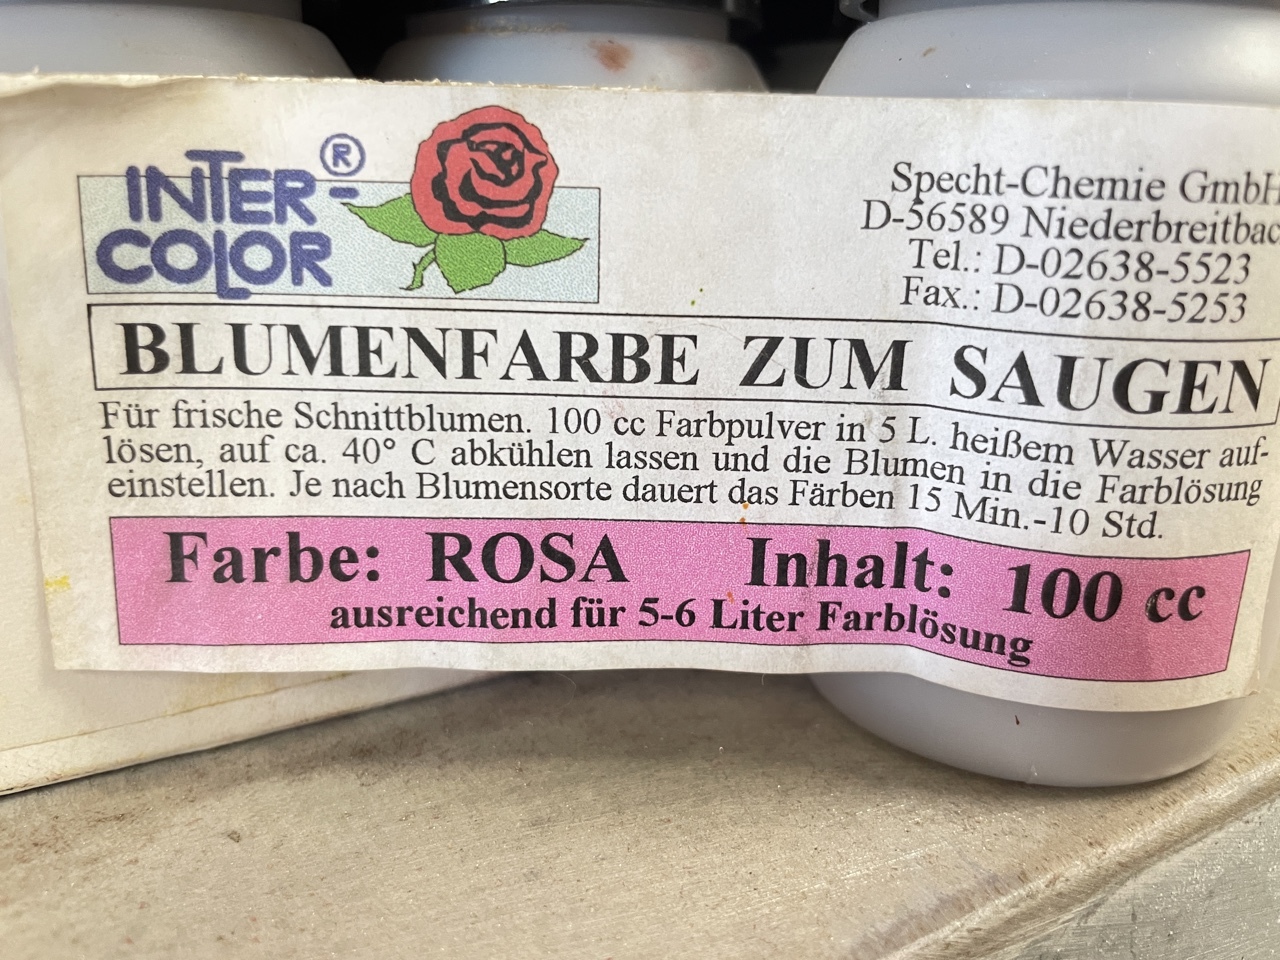 INTER-®
COLOR
Specht-Chemie GmbH
D-56589 Niederbreitbac
Tel.: D-02638-5523
Fax.: D-02638-5253
BLUMENFARBE ZUM SAUGEN
Für frische Schnittblumen. 100 cc Farbpulver in 5 L. heißem Wasser auf-
lösen, auf ca. 40° C abkühlen lassen und die Blumen in die Farblösung
einstellen. Je nach Blumensorte dauert das Färben 15 Min.-10 Std.
Farbe: ROSA Inhalt: 100 cc
ausreichend für 5-6 Liter Farblösung